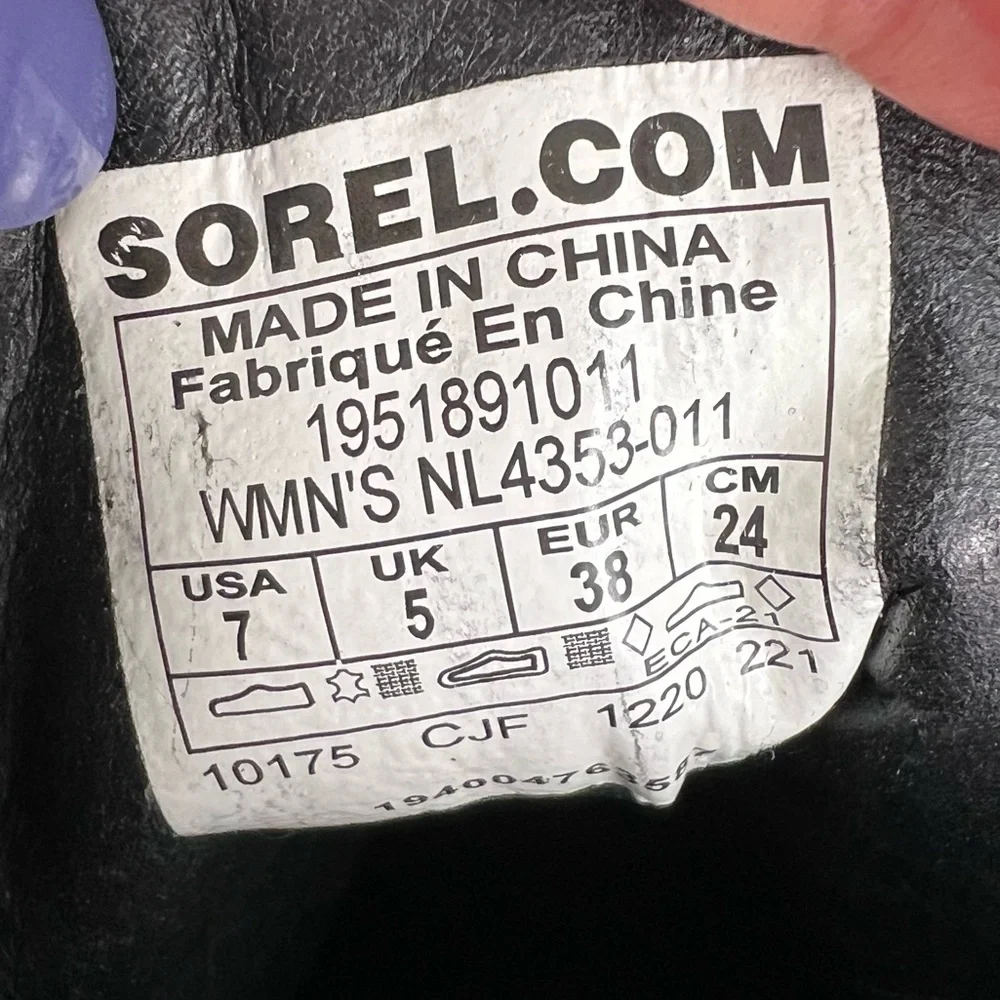 SOREL.COM
MADE IN CHINA
Fabriqué En Chine
1951891011
WMN'S NL4353-011
USA UK EUR CM
7 5 38 24
ECA-21
10175 CJF 1220 221